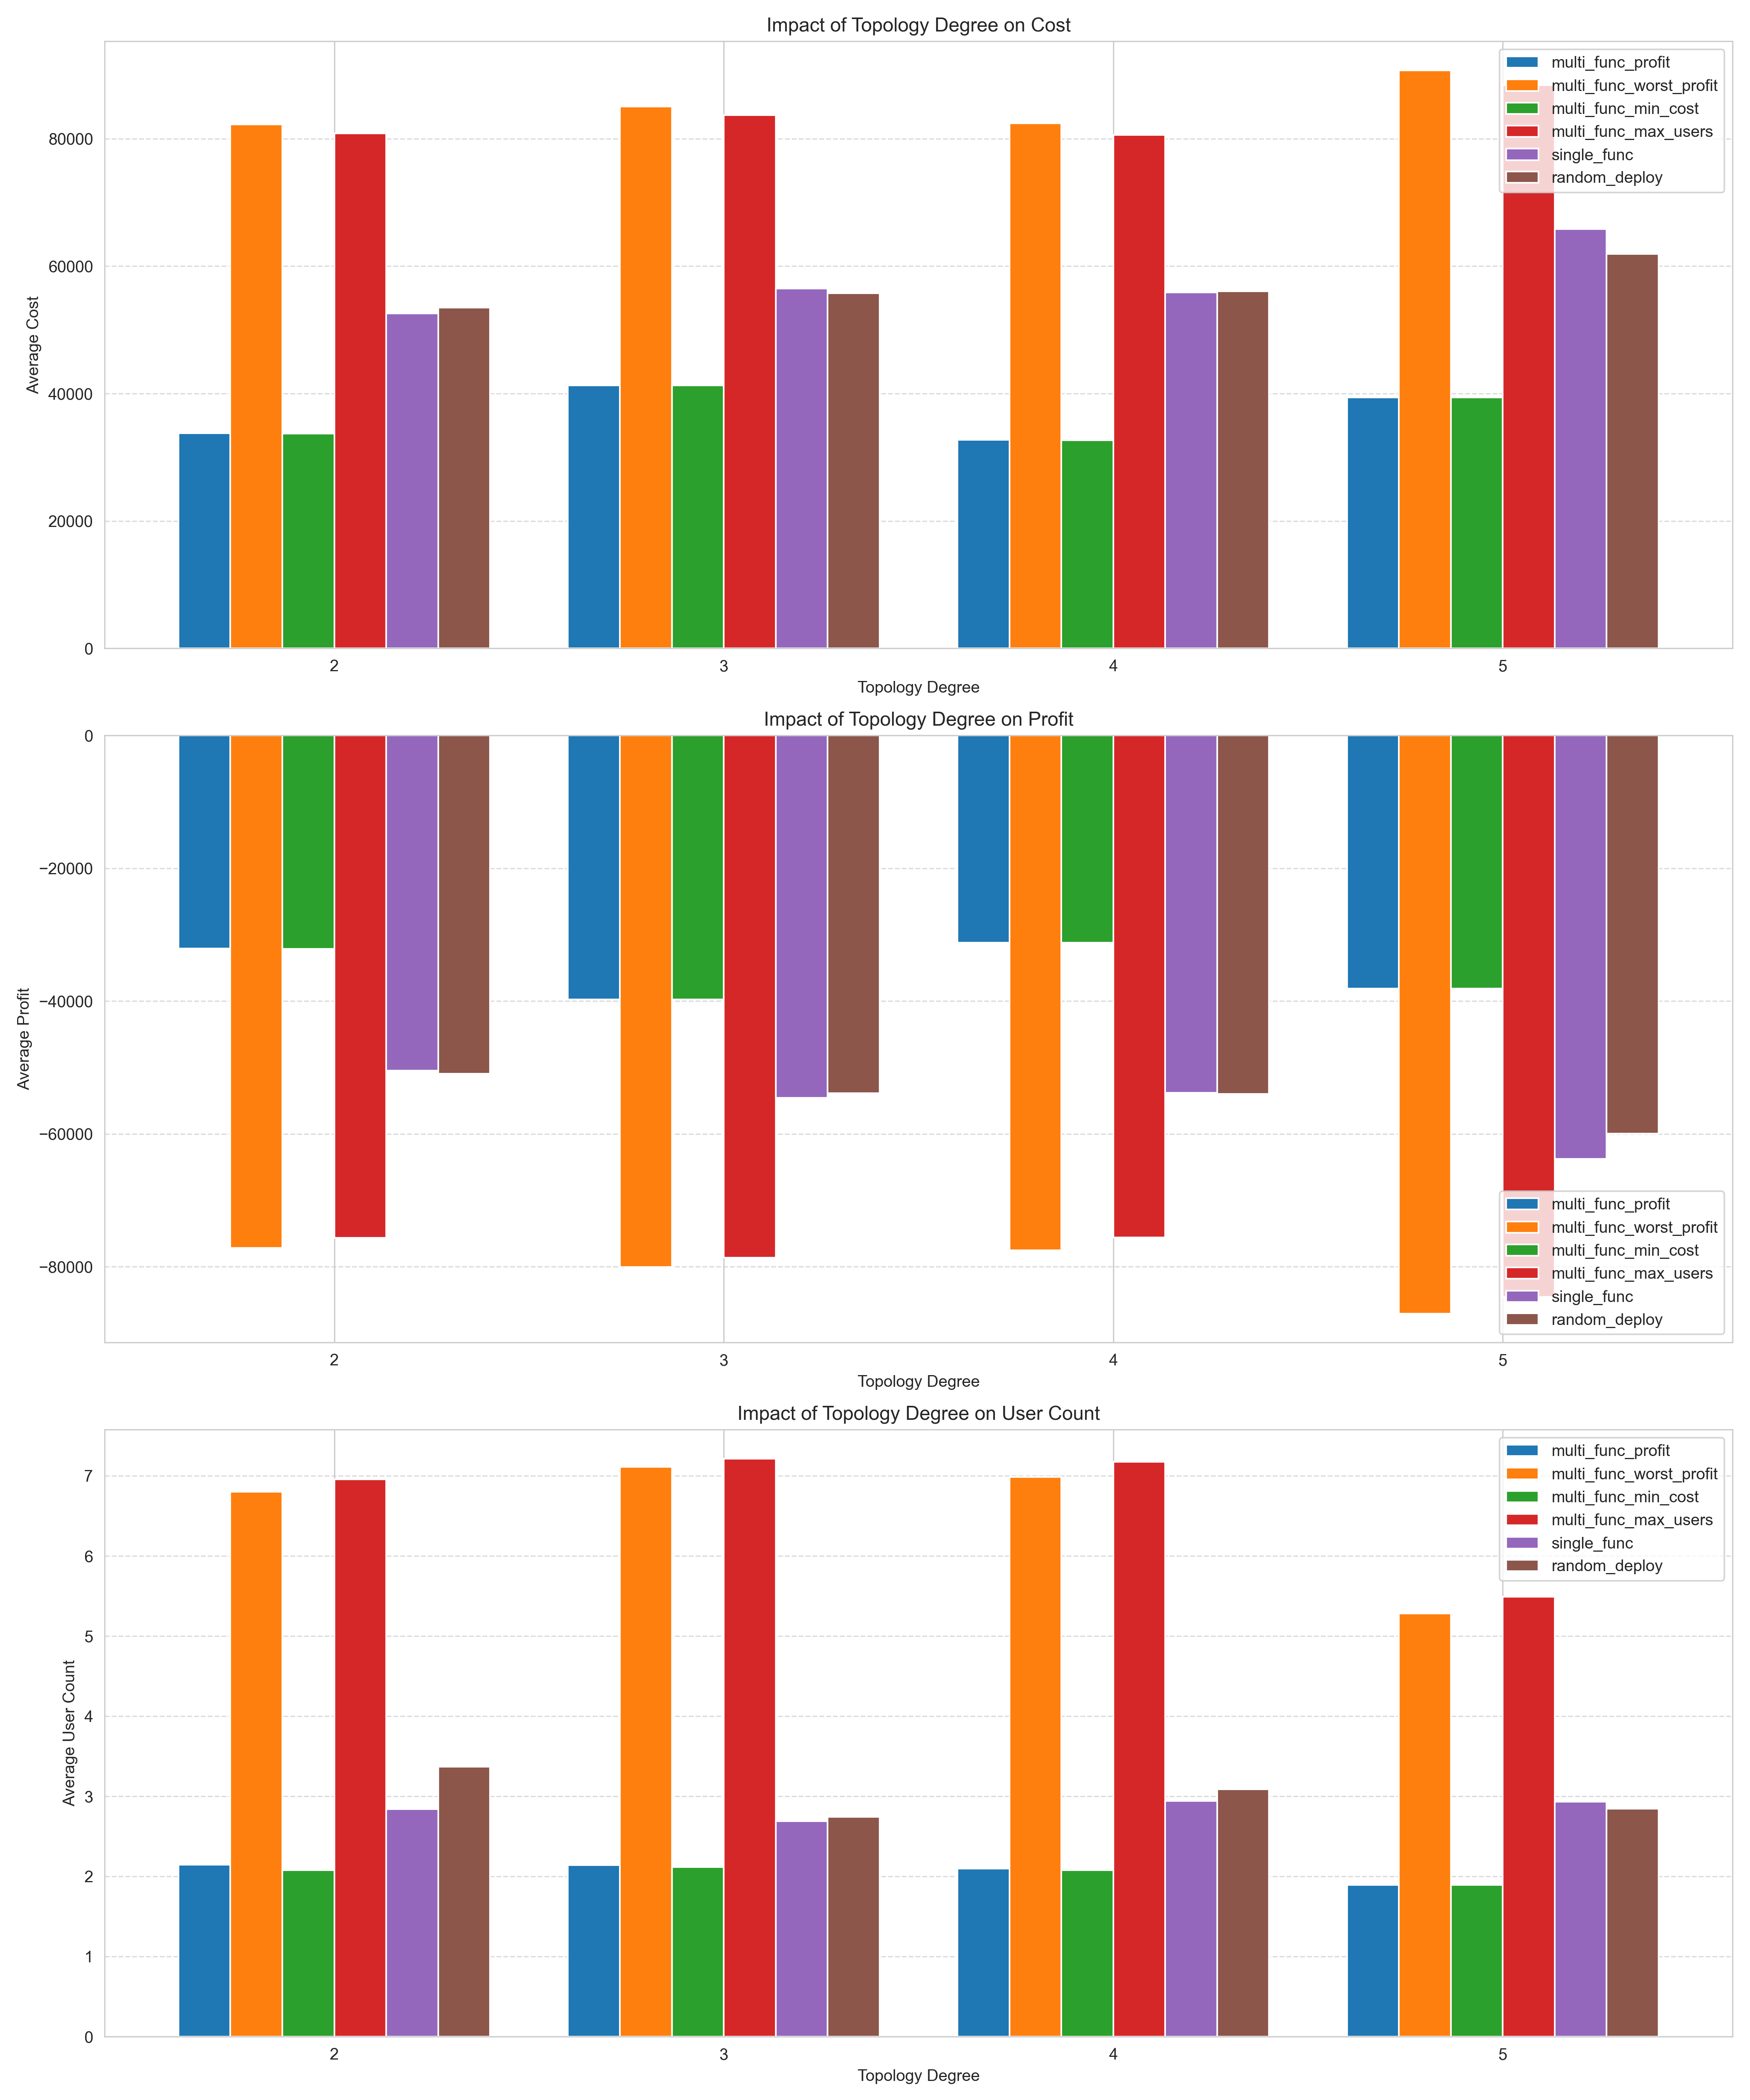 Impact of Topology Degree on Cost
multi_func_profit
multi_func_worst_profit
multi_func_min_cost
multi_func_max_users
single_func
random_deploy
80000
60000
40000
20000
0
Average Cost
2 3 4 5
Topology Degree
Impact of Topology Degree on Profit
0
−20000
−40000
−60000
−80000
Average Profit
multi_func_profit
multi_func_worst_profit
multi_func_min_cost
multi_func_max_users
single_func
random_deploy
2 3 4 5
Topology Degree
Impact of Topology Degree on User Count
multi_func_profit
multi_func_worst_profit
multi_func_min_cost
multi_func_max_users
single_func
random_deploy
7
6
5
4
3
2
1
0
Average User Count
2 3 4 5
Topology Degree